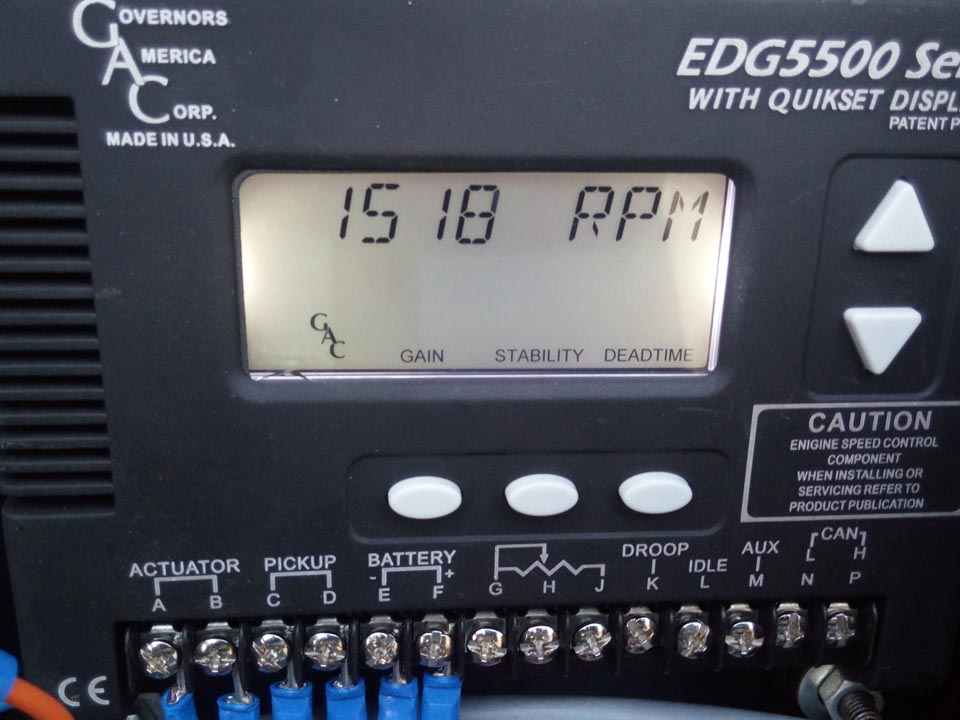 GOVERNORS
AMERICA
CORP.
MADE IN U.S.A.
EDG5500 Se
WITH QUIKSET DISPL
PATENT P
1518 RPM
GAC
GAIN STABILITY DEADTIME
CAUTION
ENIGINE SPEED CONTROL
COMPONENT
WHEN INSTALLING OR
SERVICING REFER TO
PRODUCT PUBLICATION
ACTUATOR PICKUP BATTERY DROOP IDLE AUX CAN
- + L H
A B C D E F G H J K L M N P
CE